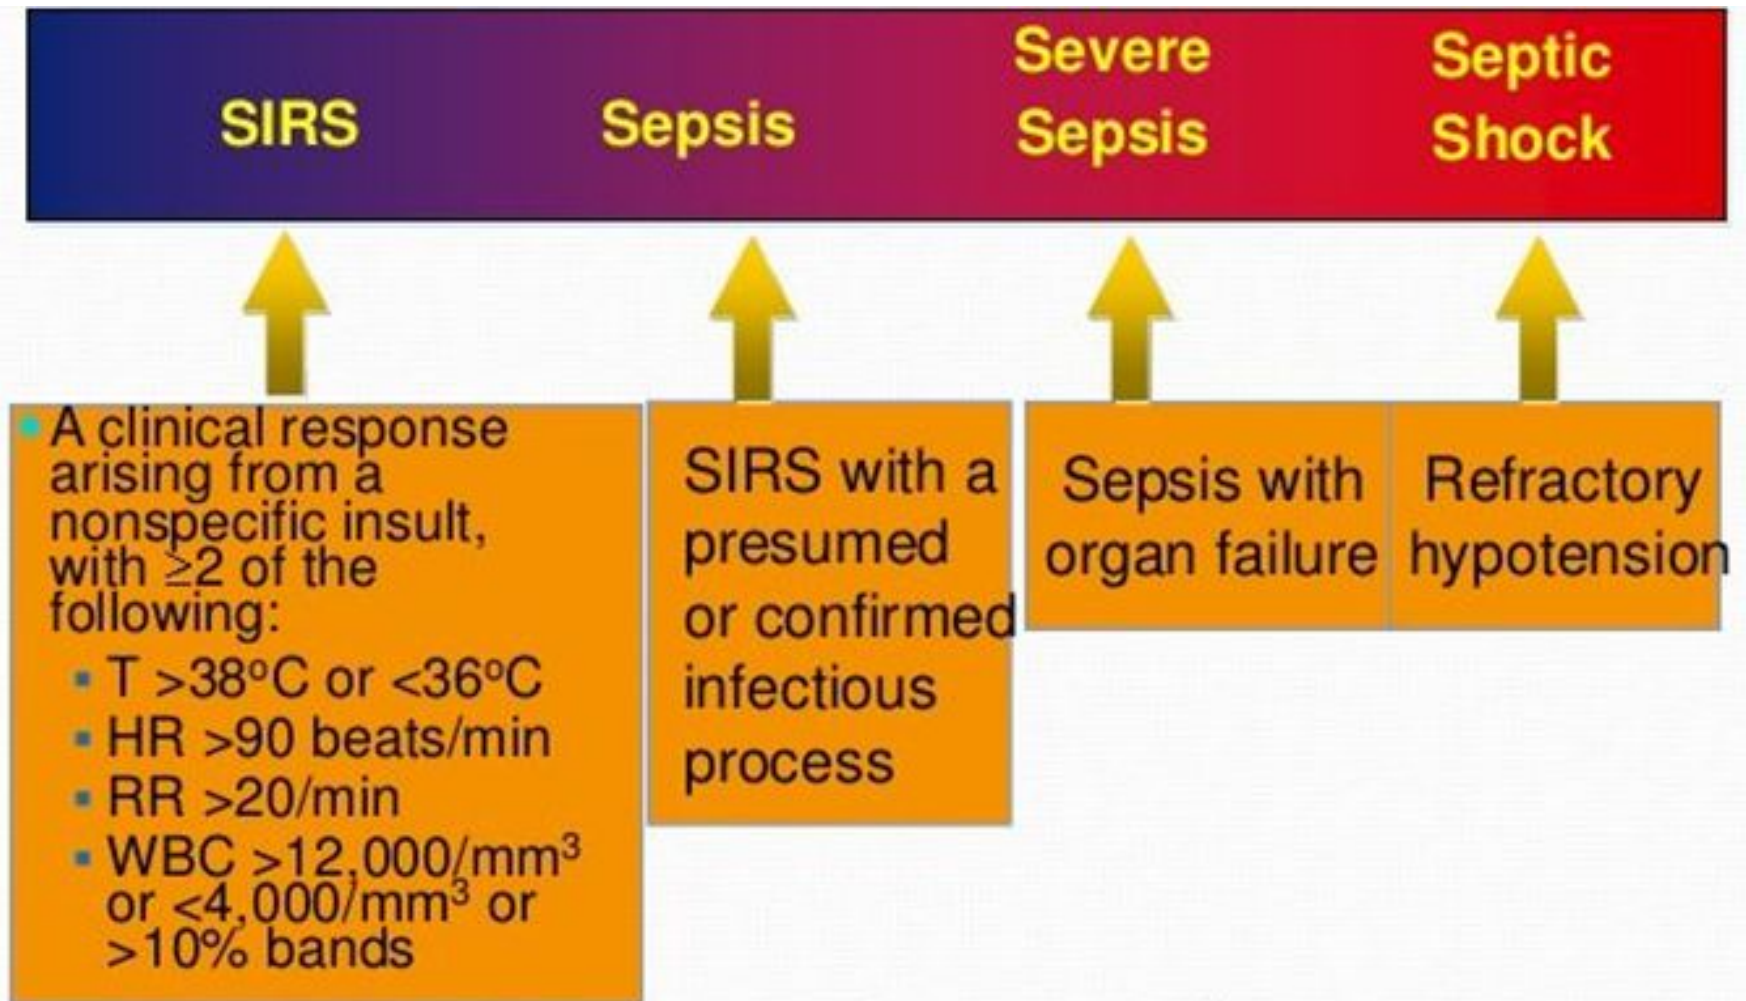 SIRS
Sepsis
Severe
Sepsis
Septic
Shock
A clinical response
arising from a
nonspecific insult,
with ≥2 of the
following:
T >38ºC or <36ºC
HR >90 beats/min
RR >20/min
WBC >12,000/mm³
or <4,000/mm³ or
>10% bands
SIRS with a
presumed
or confirmed
infectious
process
Sepsis with
organ failure
Refractory
hypotension